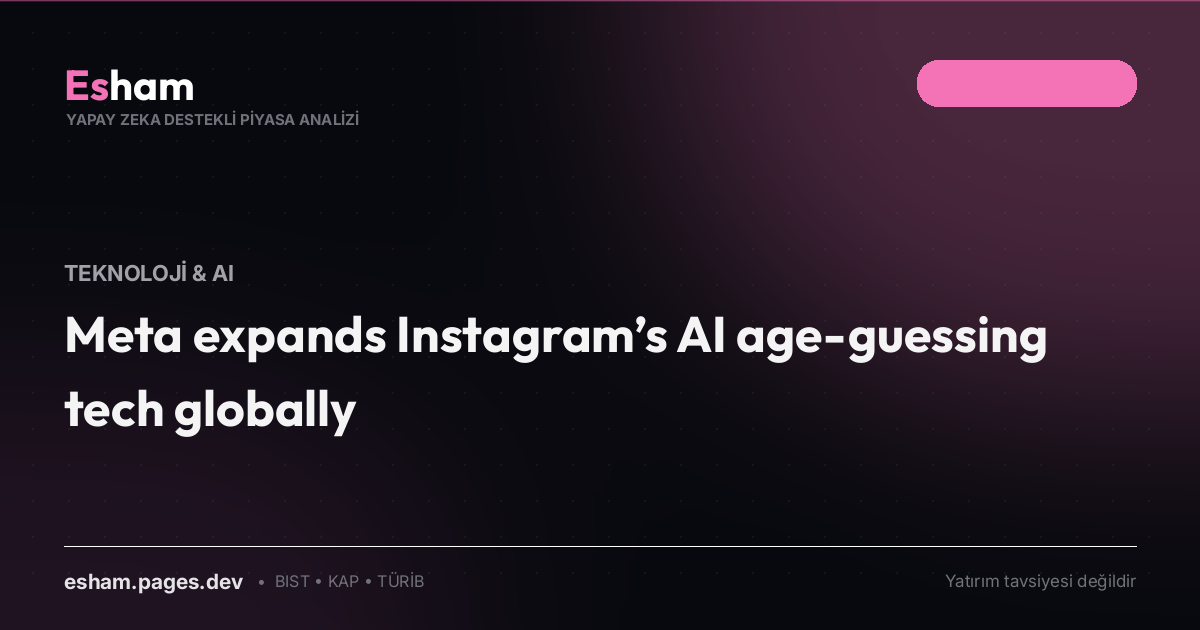 Esham
YAPAY ZEKA DESTEKLİ PİYASA ANALİZİ
TEKNOLOJİ & AI
Meta expands Instagram’s AI age-guessing
tech globally
esham.pages.dev • BIST • KAP • TÜRİB
Yatırım tavsiyesi değildir